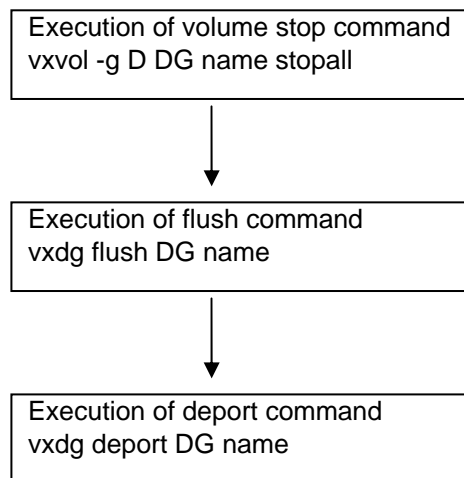 Execution of volume stop command
vxvol -g D DG name stopall
Execution of flush command
vxdg flush DG name
Execution of deport command
vxdg deport DG name